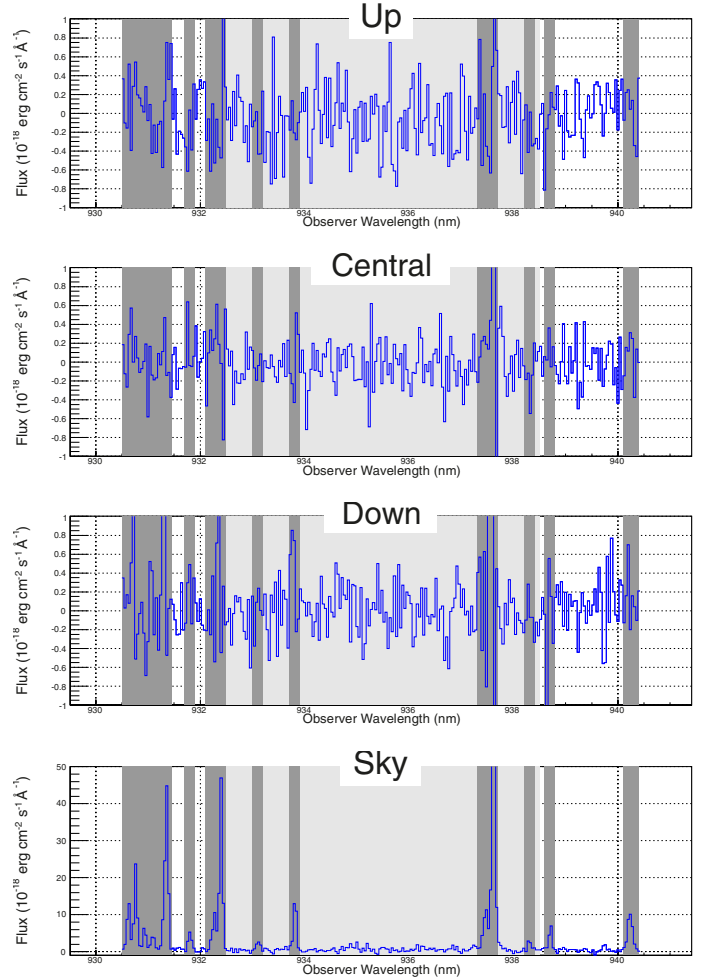 Up
Flux (10⁻¹⁸ erg cm⁻² s⁻¹ Å⁻¹)
1
0.8
0.6
0.4
0.2
0
-0.2
-0.4
-0.6
-0.8
-1
930 932 934 936 938 940
Observer Wavelength (nm)
Central
Flux (10⁻¹⁸ erg cm⁻² s⁻¹ Å⁻¹)
1
0.8
0.6
0.4
0.2
0
-0.2
-0.4
-0.6
-0.8
-1
930 932 934 936 938 940
Observer Wavelength (nm)
Down
Flux (10⁻¹⁸ erg cm⁻² s⁻¹ Å⁻¹)
1
0.8
0.6
0.4
0.2
0
-0.2
-0.4
-0.6
-0.8
-1
930 932 934 936 938 940
Observer Wavelength (nm)
Sky
Flux (10⁻¹⁸ erg cm⁻² s⁻¹ Å⁻¹)
50
40
30
20
10
0
930 932 934 936 938 940
Observer Wavelength (nm)